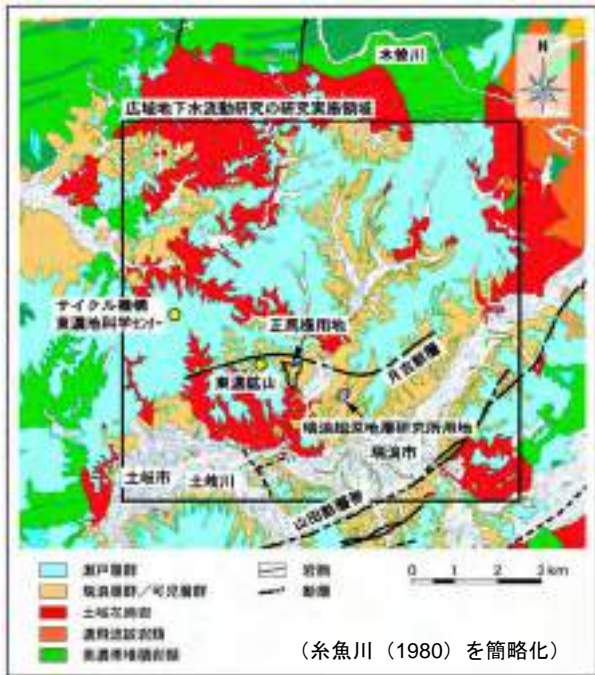 木曽川
N
広域地下水流動研究の研究実施領域
サイクル機構
東濃地科学センター
正馬様用地
東濃鉱山
月吉断層
瑞浪超深地層研究所用地
瑞浪市
土岐市
土岐川
山田断層帯
瀬戸層群
瑞浪層群/可児層群
土岐花崗岩
濃飛流紋岩類
美濃帯堆積岩類
岩脈
断層
0 1 2 3 km
(糸魚川(1980)を簡略化)